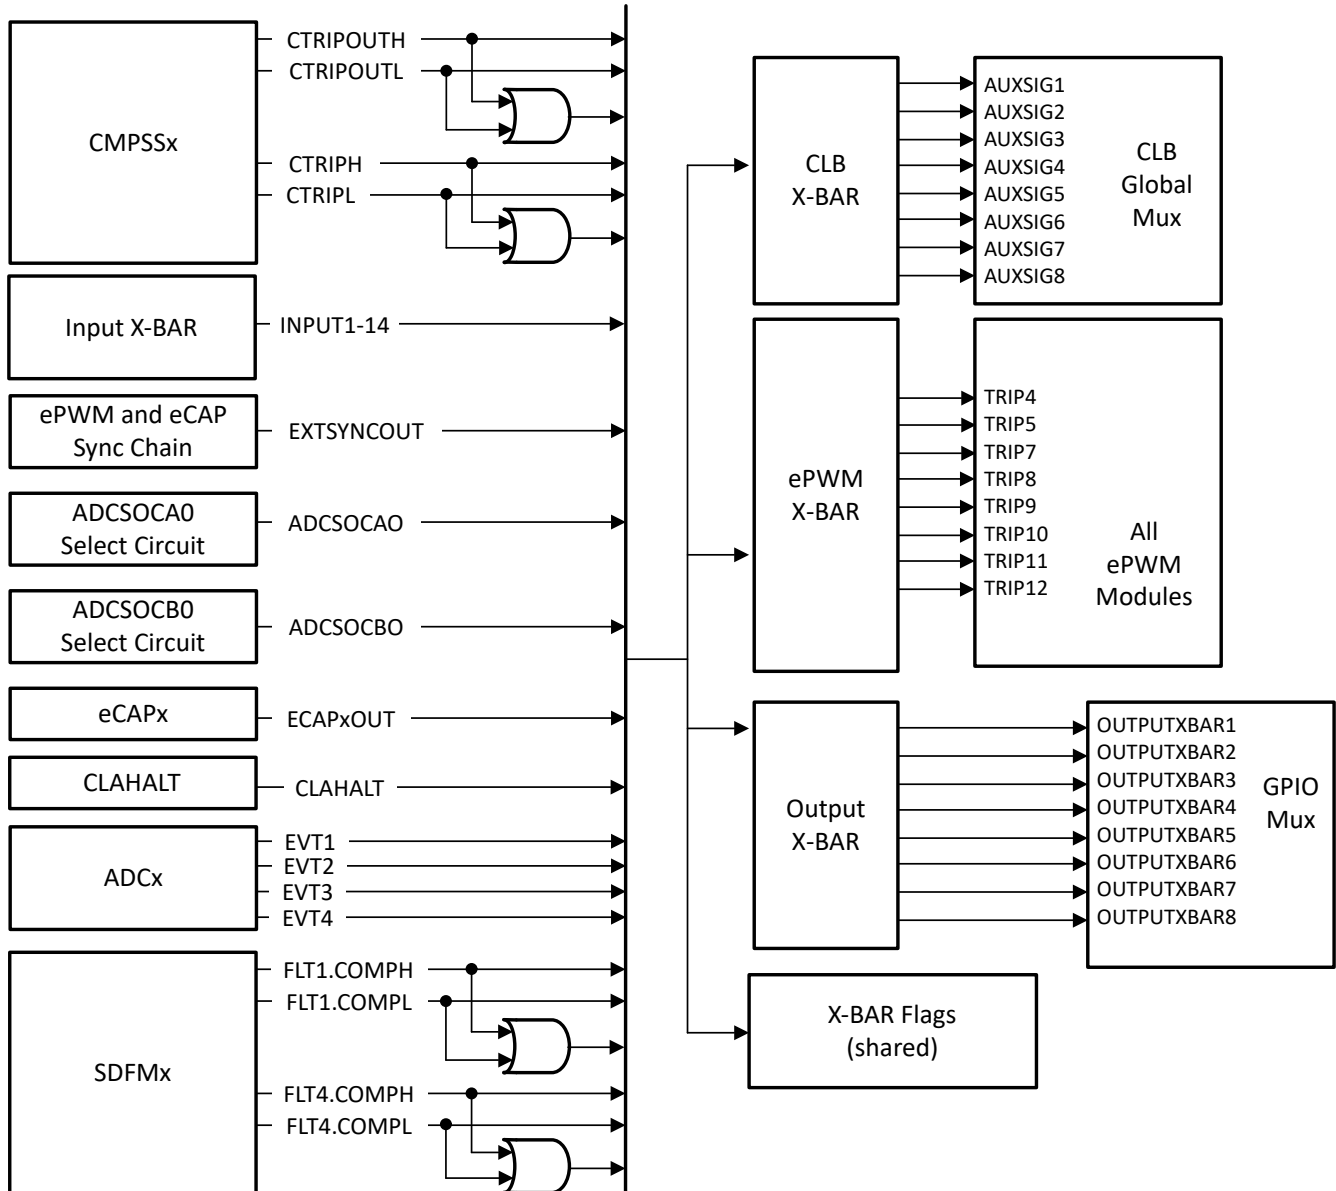 CMPSSx
CTRIPOUTH
CTRIPOUTL
CTRIPH
CTRIPL
Input X-BAR
INPUT1-14
ePWM and eCAP
Sync Chain
EXTSYNCOUT
ADCSOCA0
Select Circuit
ADCSOCAO
ADCSOCB0
Select Circuit
ADCSOCBO
eCAPx
ECAPxOUT
CLAHALT
CLAHALT
ADCx
EVT1
EVT2
EVT3
EVT4
SDFMx
FLT1.COMPH
FLT1.COMPL
FLT4.COMPH
FLT4.COMPL
CLB
X-BAR
AUXSIG1
AUXSIG2
AUXSIG3
AUXSIG4
AUXSIG5
AUXSIG6
AUXSIG7
AUXSIG8
CLB
Global
Mux
ePWM
X-BAR
TRIP4
TRIP5
TRIP7
TRIP8
TRIP9
TRIP10
TRIP11
TRIP12
All
ePWM
Modules
Output
X-BAR
OUTPUTXBAR1
OUTPUTXBAR2
OUTPUTXBAR3
OUTPUTXBAR4
OUTPUTXBAR5
OUTPUTXBAR6
OUTPUTXBAR7
OUTPUTXBAR8
GPIO
Mux
X-BAR Flags
(shared)